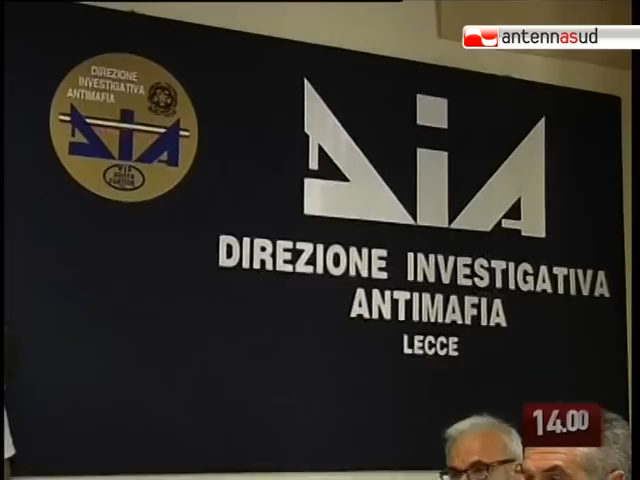 antennasud
DIREZIONE
INVESTIGATIVA
ANTIMAFIA
DIA
DIA
DIREZIONE INVESTIGATIVA
ANTIMAFIA
LECCE
14.00